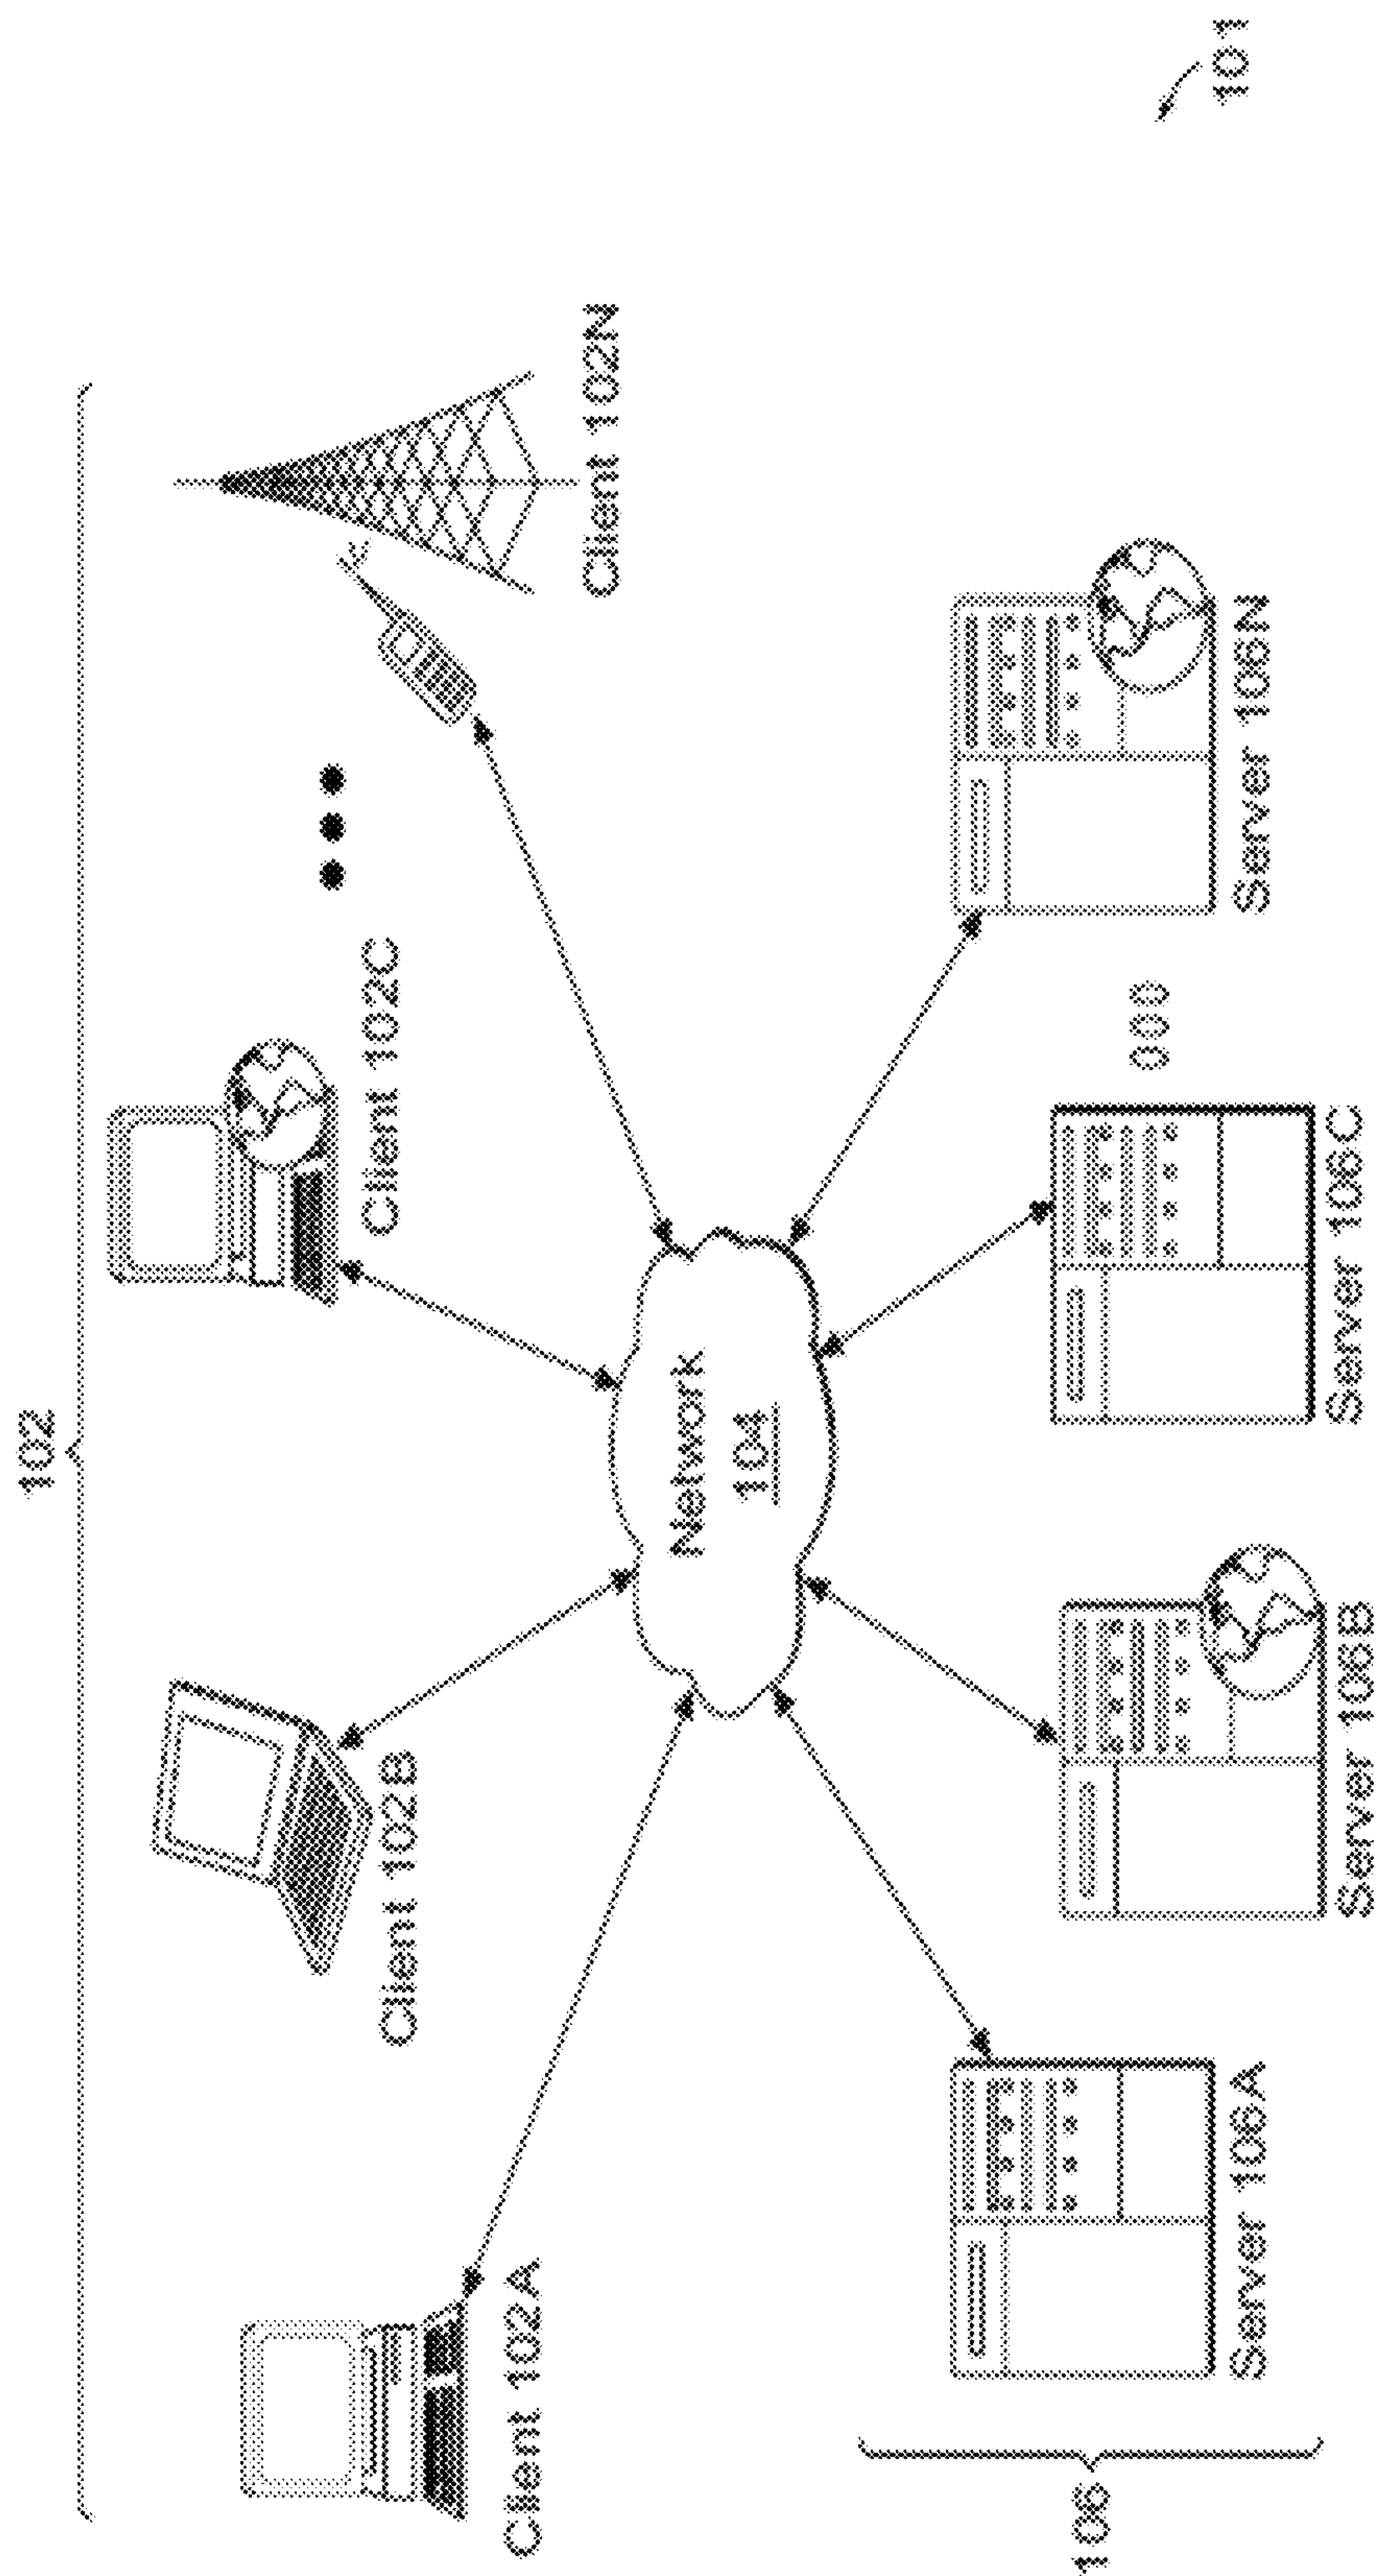 102
Client 102A
Client 102B
Client 102C
Client 102N
Network
104
106
Server 106A
Server 106B
Server 106C
000
Server 106N
101